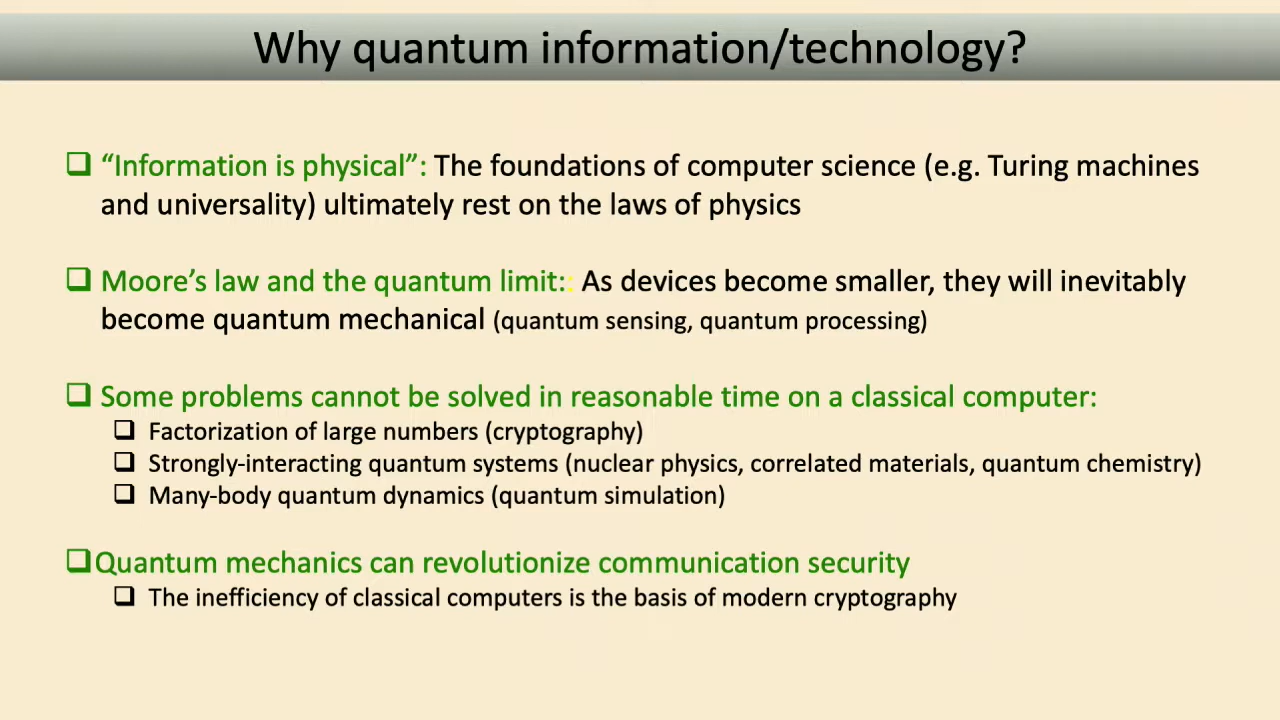 Why quantum information/technology?
❑ “Information is physical”: The foundations of computer science (e.g. Turing machines
and universality) ultimately rest on the laws of physics
❑ Moore’s law and the quantum limit:: As devices become smaller, they will inevitably
become quantum mechanical (quantum sensing, quantum processing)
❑ Some problems cannot be solved in reasonable time on a classical computer:
❑ Factorization of large numbers (cryptography)
❑ Strongly-interacting quantum systems (nuclear physics, correlated materials, quantum chemistry)
❑ Many-body quantum dynamics (quantum simulation)
❑Quantum mechanics can revolutionize communication security
❑ The inefficiency of classical computers is the basis of modern cryptography